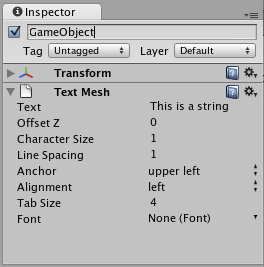 Inspector
GameObject
Tag Untagged Layer Default
Transform
Text Mesh
Text This is a string
Offset Z 0
Character Size 1
Line Spacing 1
Anchor upper left
Alignment left
Tab Size 4
Font None (Font)